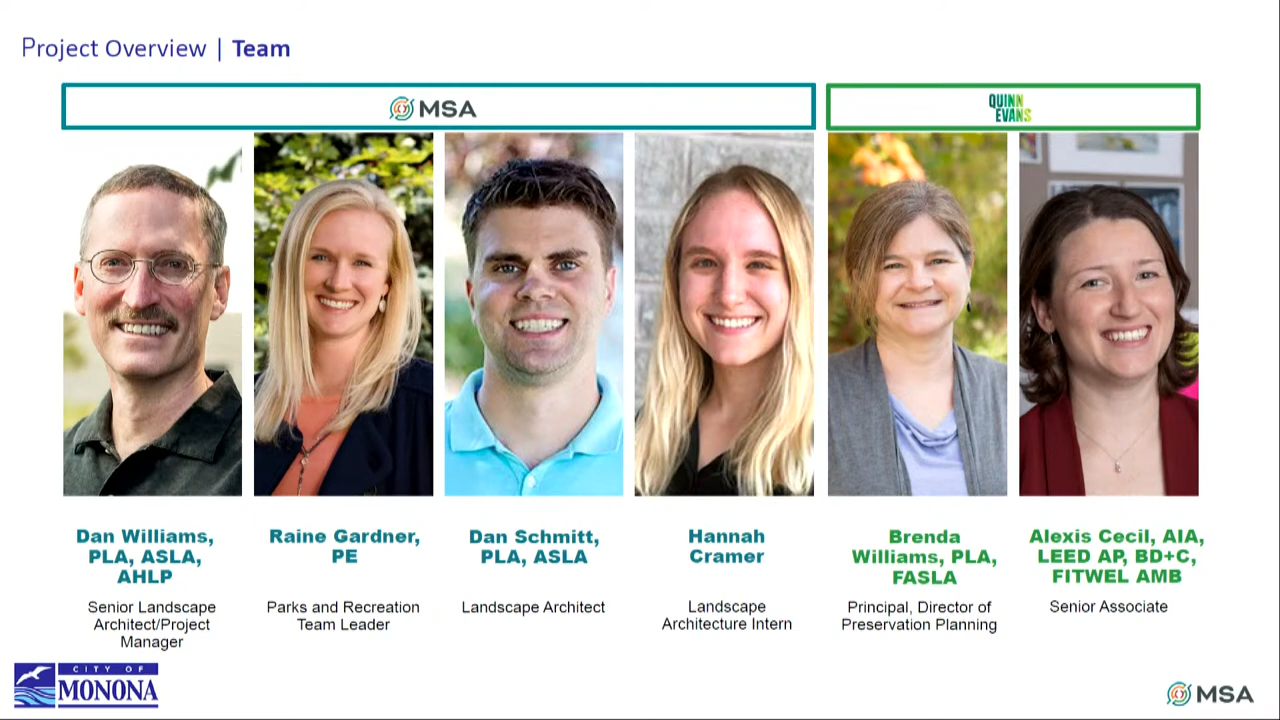 Project Overview | Team
MSA
QUINN
EVANS
Dan Williams,
PLA, ASLA,
AHLP
Senior Landscape
Architect/Project
Manager
Raine Gardner,
PE
Parks and Recreation
Team Leader
Dan Schmitt,
PLA, ASLA
Landscape Architect
Hannah
Cramer
Landscape
Architecture Intern
Brenda
Williams, PLA,
FASLA
Principal, Director of
Preservation Planning
Alexis Cecil, AIA,
LEED AP, BD+C,
FITWEL AMB
Senior Associate
CITY OF
MONONA
MSA